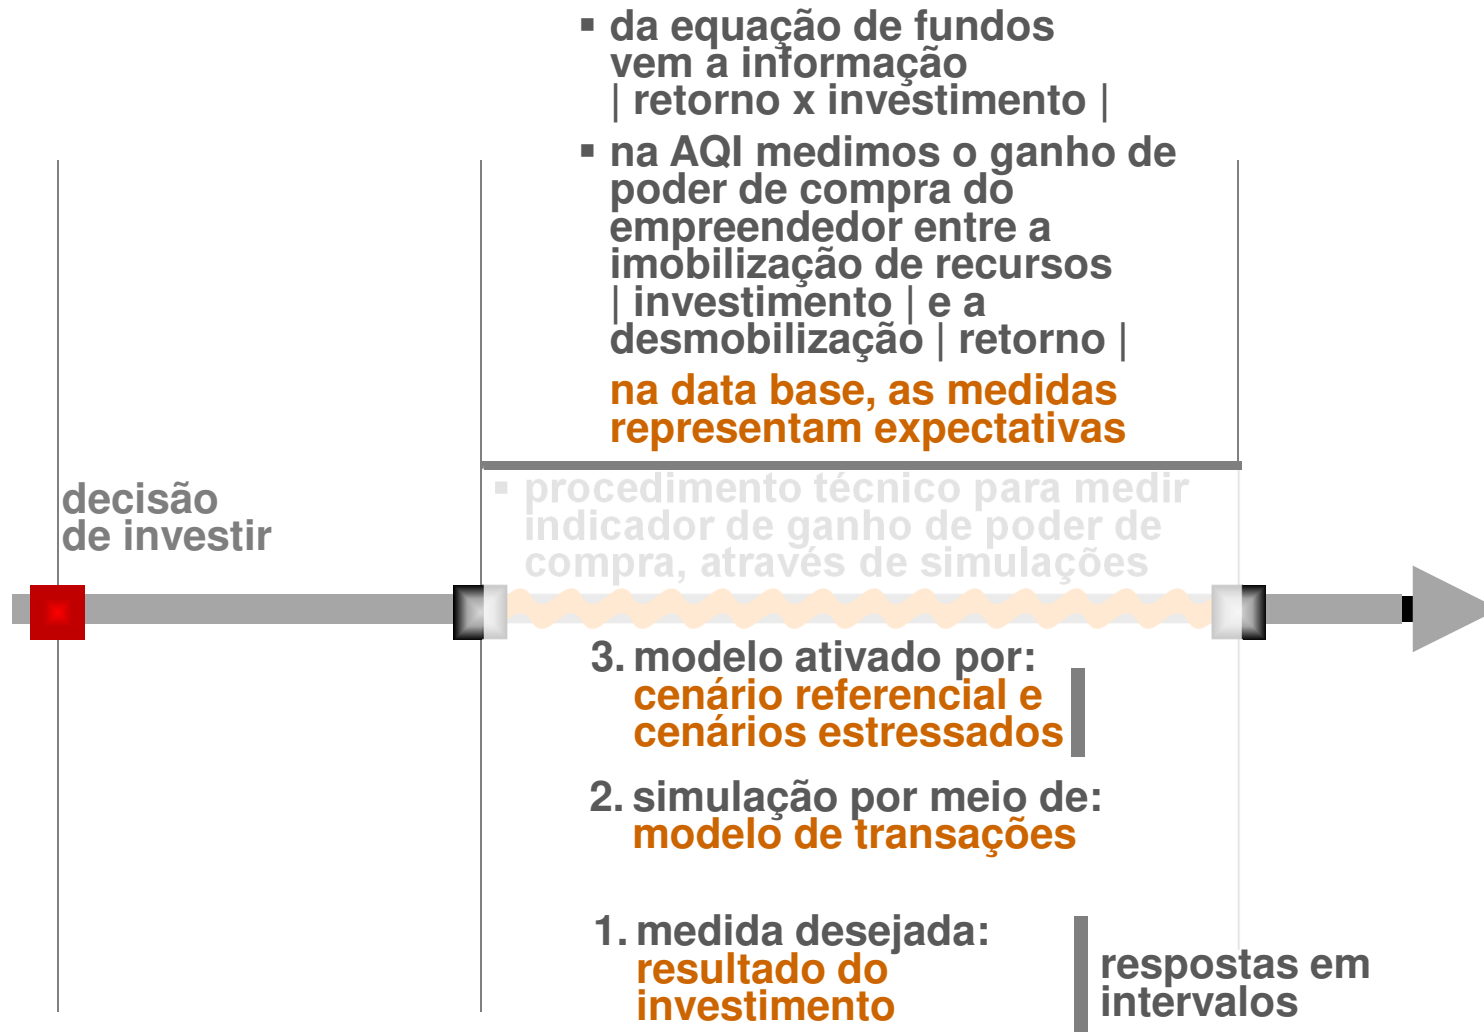 ▪ da equação de fundos
vem a informação
| retorno x investimento |
▪ na AQI medimos o ganho de
poder de compra do
empreendedor entre a
imobilização de recursos
| investimento | e a
desmobilização | retorno |
na data base, as medidas
representam expectativas
decisão
de investir
▪ procedimento técnico para medir
indicador de ganho de poder de
compra, através de simulações
3. modelo ativado por:
cenário referencial e
cenários estressados
2. simulação por meio de:
modelo de transações
1. medida desejada:
resultado do
investimento
respostas em
intervalos